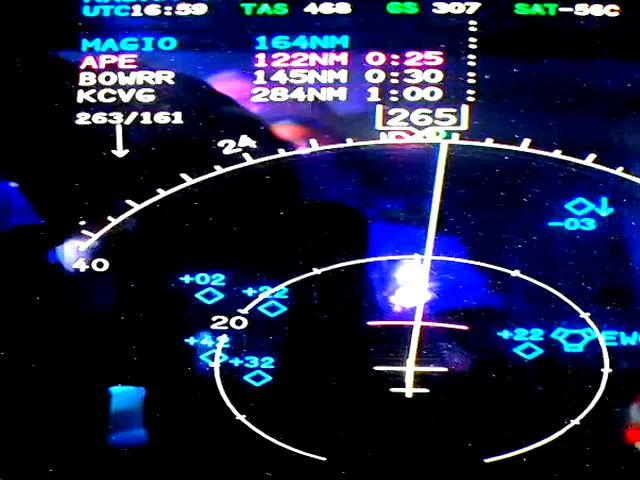 UTC16:59 TAS 468 GS 307 SAT-56C
MAGIO 164NM
APE 122NM 0:25
BOWRR 145NM 0:30
KCVG 284NM 1:00
263/161
265
24
-03
40
+02
+22
20
+22
+32